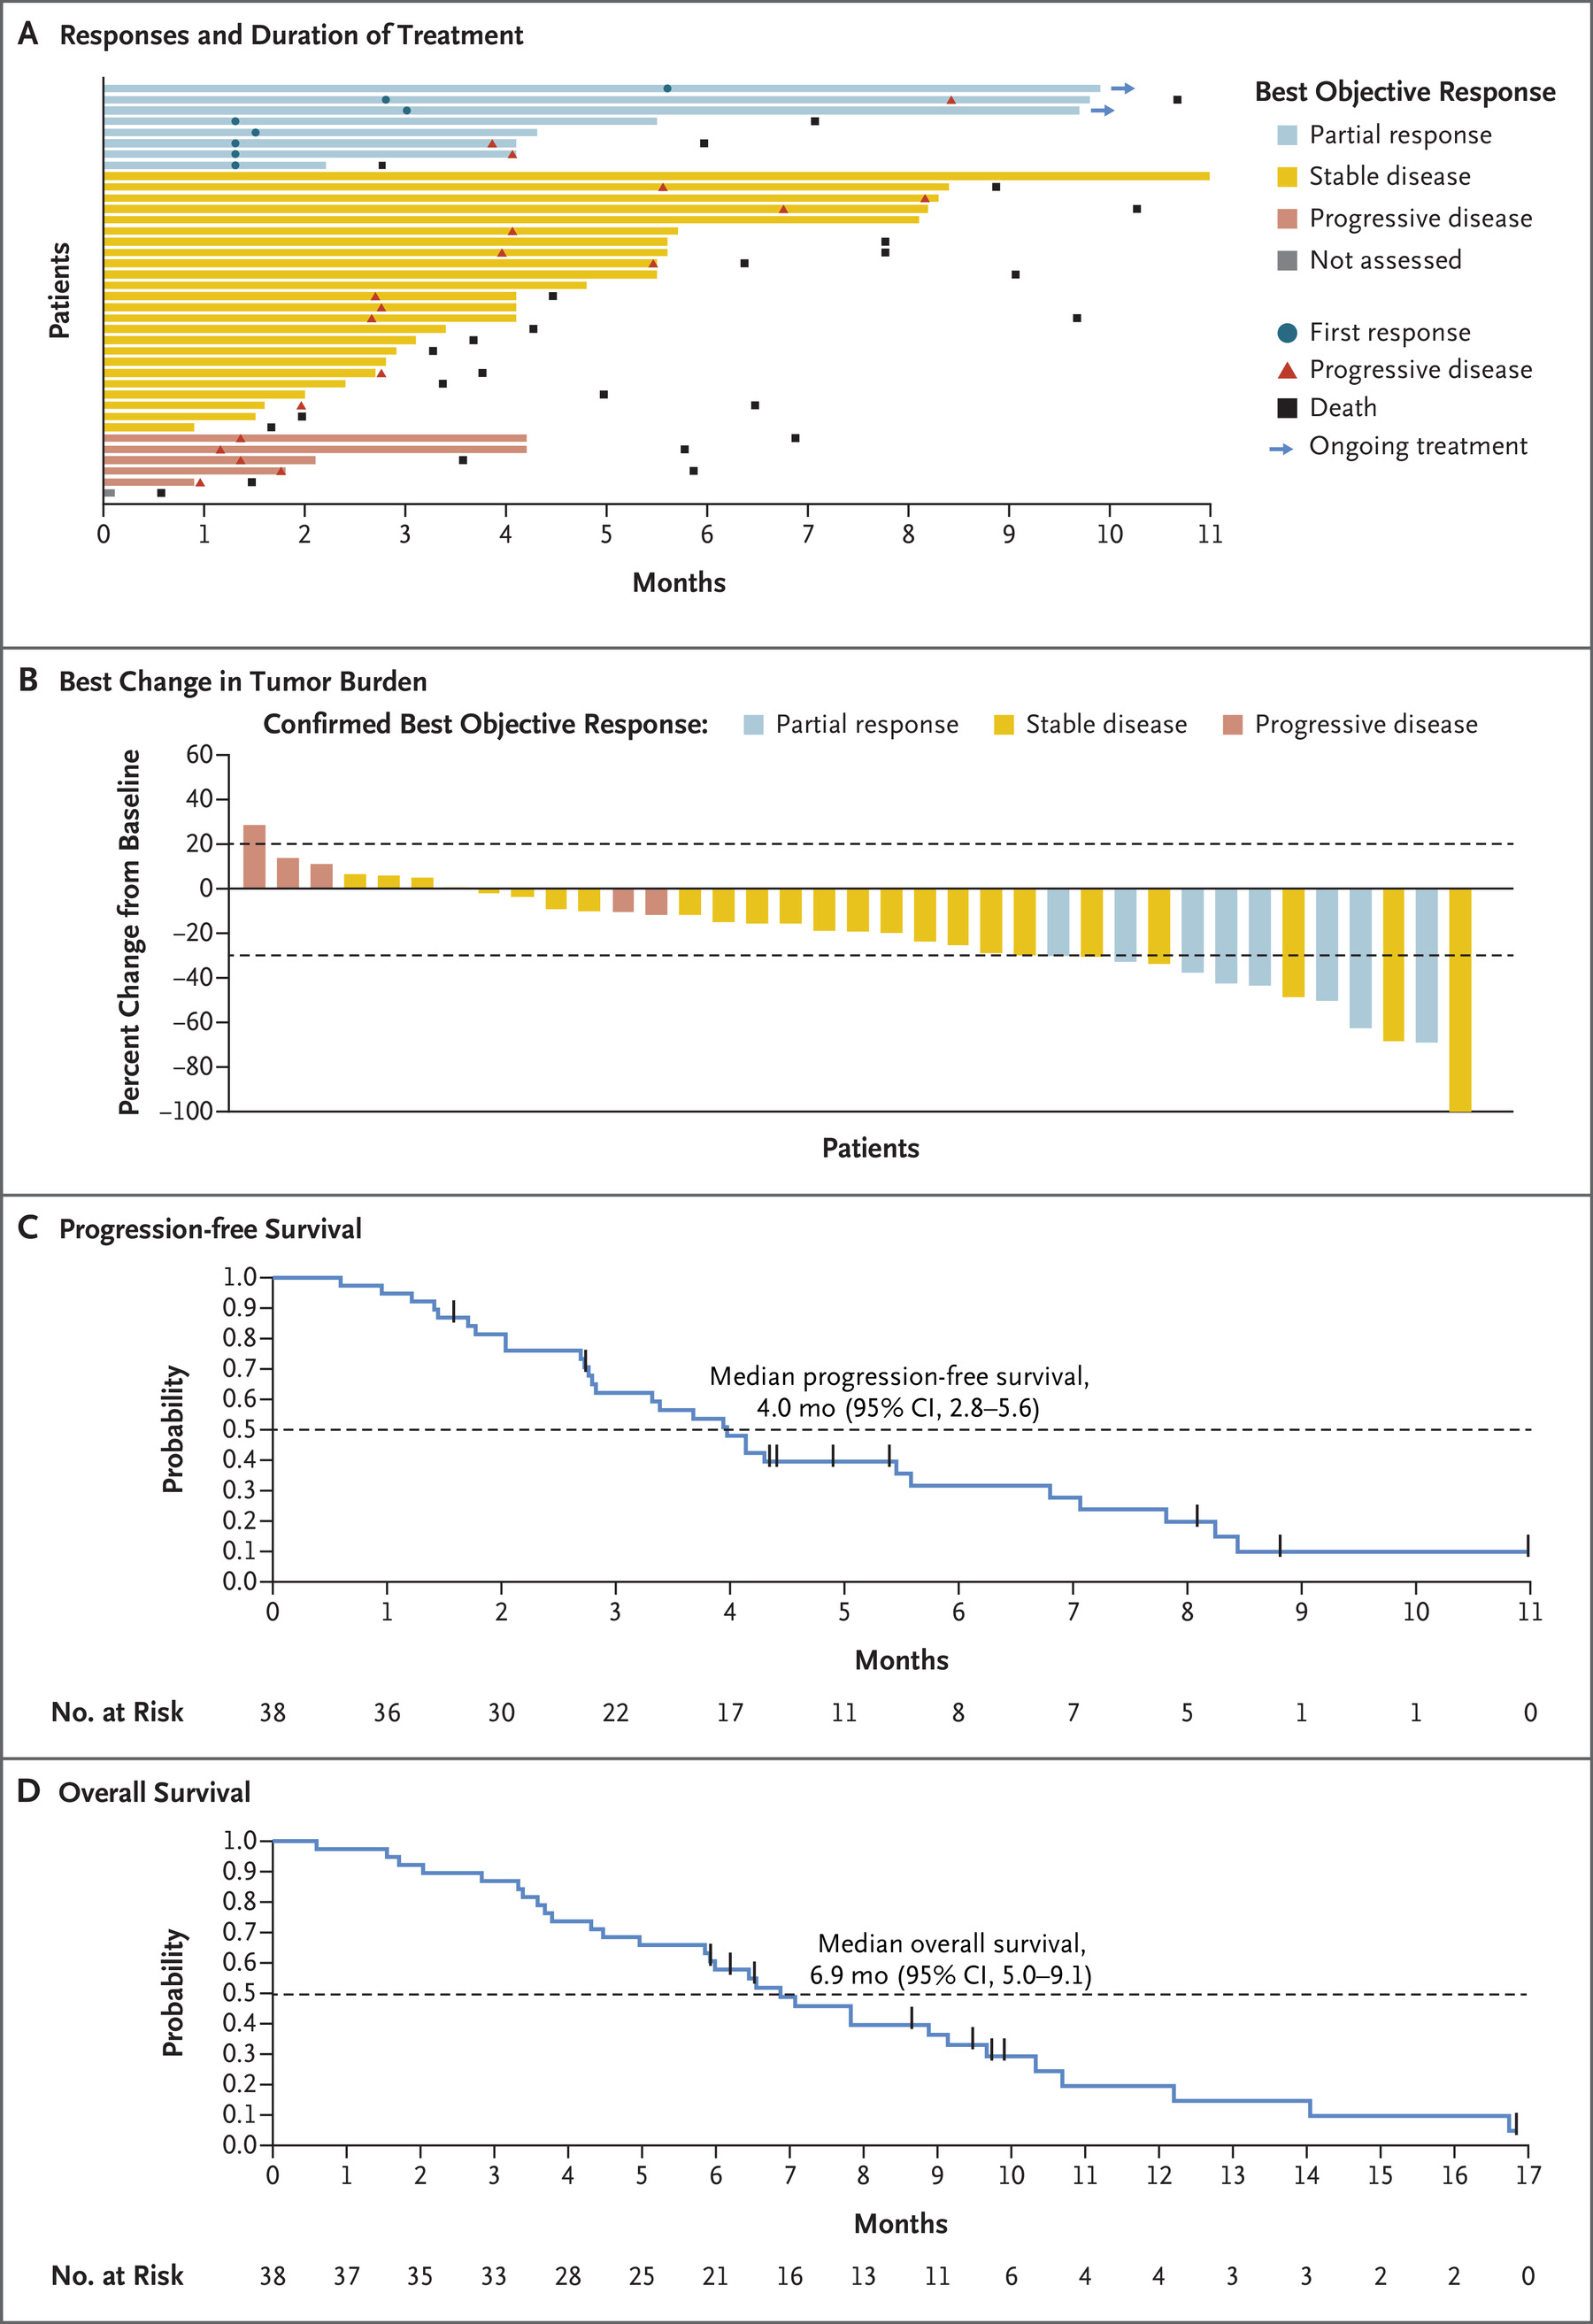 A Responses and Duration of Treatment
Patients
0 1 2 3 4 5 6 7 8 9 10 11
Months
Best Objective Response
Partial response
Stable disease
Progressive disease
Not assessed
First response
Progressive disease
Death
Ongoing treatment
B Best Change in Tumor Burden
Confirmed Best Objective Response: Partial response Stable disease Progressive disease
Percent Change from Baseline
60
40
20
0
−20
−40
−60
−80
−100
Patients
C Progression-free Survival
Probability
1.0
0.9
0.8
0.7
0.6
0.5
0.4
0.3
0.2
0.1
0.0
Median progression-free survival,
4.0 mo (95% CI, 2.8–5.6)
0 1 2 3 4 5 6 7 8 9 10 11
Months
No. at Risk 38 36 30 22 17 11 8 7 5 1 1 0
D Overall Survival
Probability
1.0
0.9
0.8
0.7
0.6
0.5
0.4
0.3
0.2
0.1
0.0
Median overall survival,
6.9 mo (95% CI, 5.0–9.1)
0 1 2 3 4 5 6 7 8 9 10 11 12 13 14 15 16 17
Months
No. at Risk 38 37 35 33 28 25 21 16 13 11 6 4 4 3 3 2 2 0